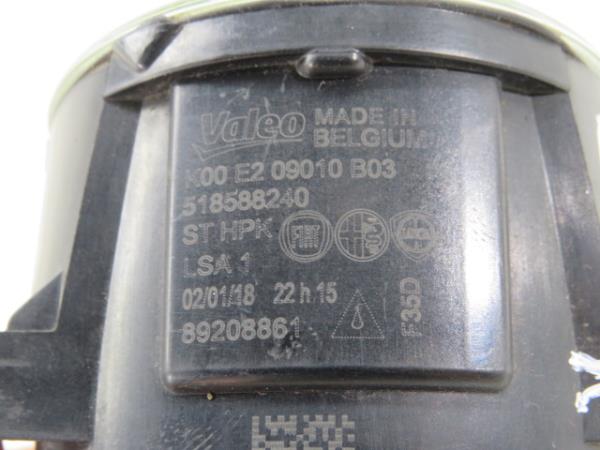 Valeo MADE IN
BELGIUM
K00 E2 09010 B03
518588240
ST HPK FIAT
LSA 1
02/01/18 22 h 15
89208861
F35D